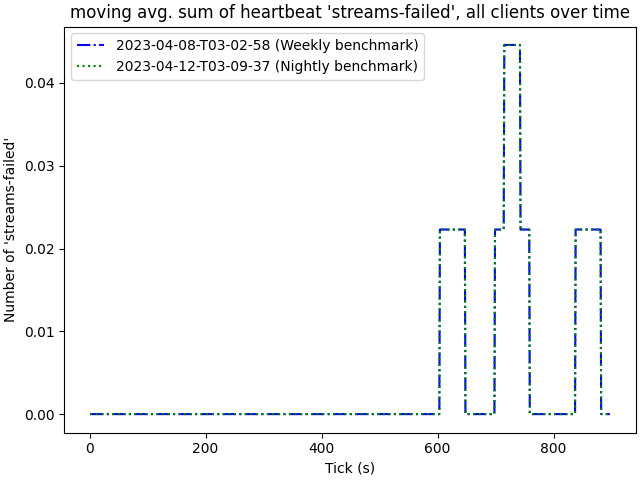 moving avg. sum of heartbeat 'streams-failed', all clients over time
2023-04-08-T03-02-58 (Weekly benchmark)
2023-04-12-T03-09-37 (Nightly benchmark)
Number of 'streams-failed'
0.04
0.03
0.02
0.01
0.00
0 200 400 600 800
Tick (s)